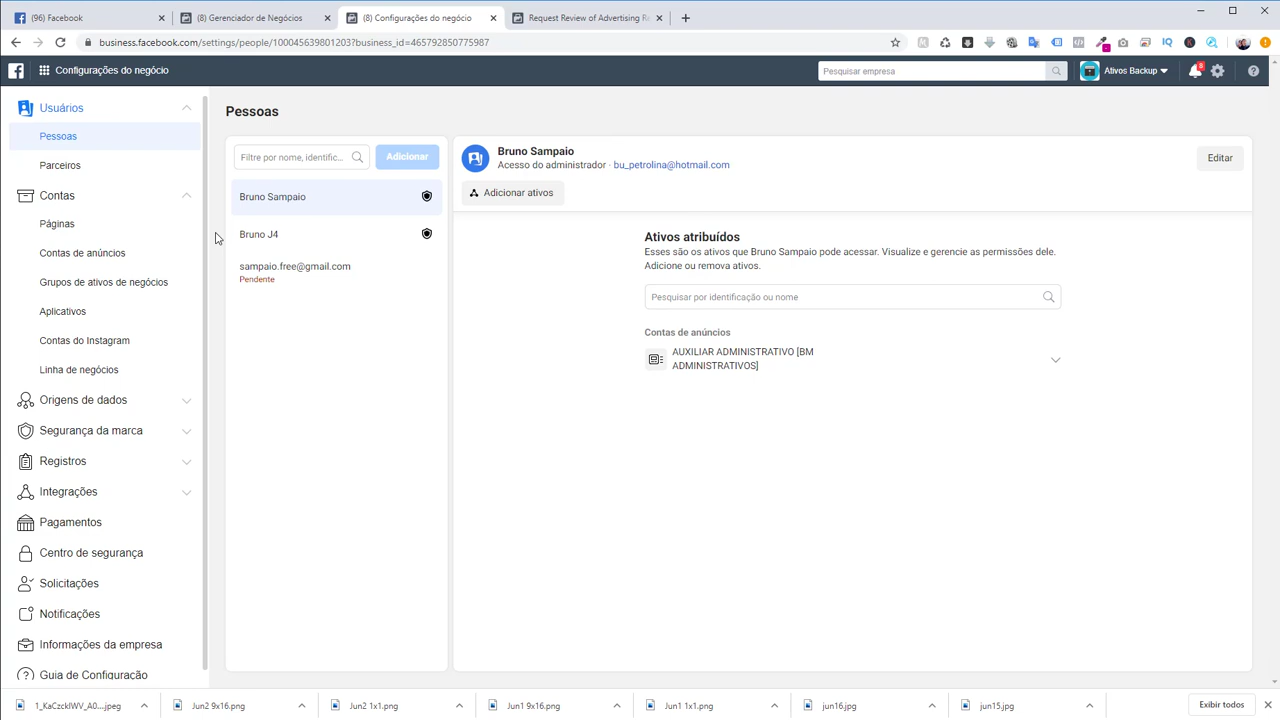 (96) Facebook
(8) Gerenciador de Negócios
(8) Configurações do negócio
Request Review of Advertising Re
business.facebook.com/settings/people/100045639801203?business_id=465792850775987
Configurações do negócio
Pesquisar empresa
Ativos Backup
8
Usuários
Pessoas
Parceiros
Contas
Páginas
Contas de anúncios
Grupos de ativos de negócios
Aplicativos
Contas do Instagram
Linha de negócios
Origens de dados
Segurança da marca
Registros
Integrações
Pagamentos
Centro de segurança
Solicitações
Notificações
Informações da empresa
Guia de Configuração
Pessoas
Filtre por nome, identific...
Adicionar
Bruno Sampaio
Bruno J4
sampaio.free@gmail.com
Pendente
Bruno Sampaio
Acesso do administrador · bu_petrolina@hotmail.com
Editar
Adicionar ativos
Ativos atribuídos
Esses são os ativos que Bruno Sampaio pode acessar. Visualize e gerencie as permissões dele.
Adicione ou remova ativos.
Pesquisar por identificação ou nome
Contas de anúncios
AUXILIAR ADMINISTRATIVO [BM
ADMINISTRATIVOS]
1_KaCzckIWV_A0....jpeg
Jun2 9x16.png
Jun2 1x1.png
Jun1 9x16.png
Jun1 1x1.png
jun16.jpg
jun15.jpg
Exibir todos